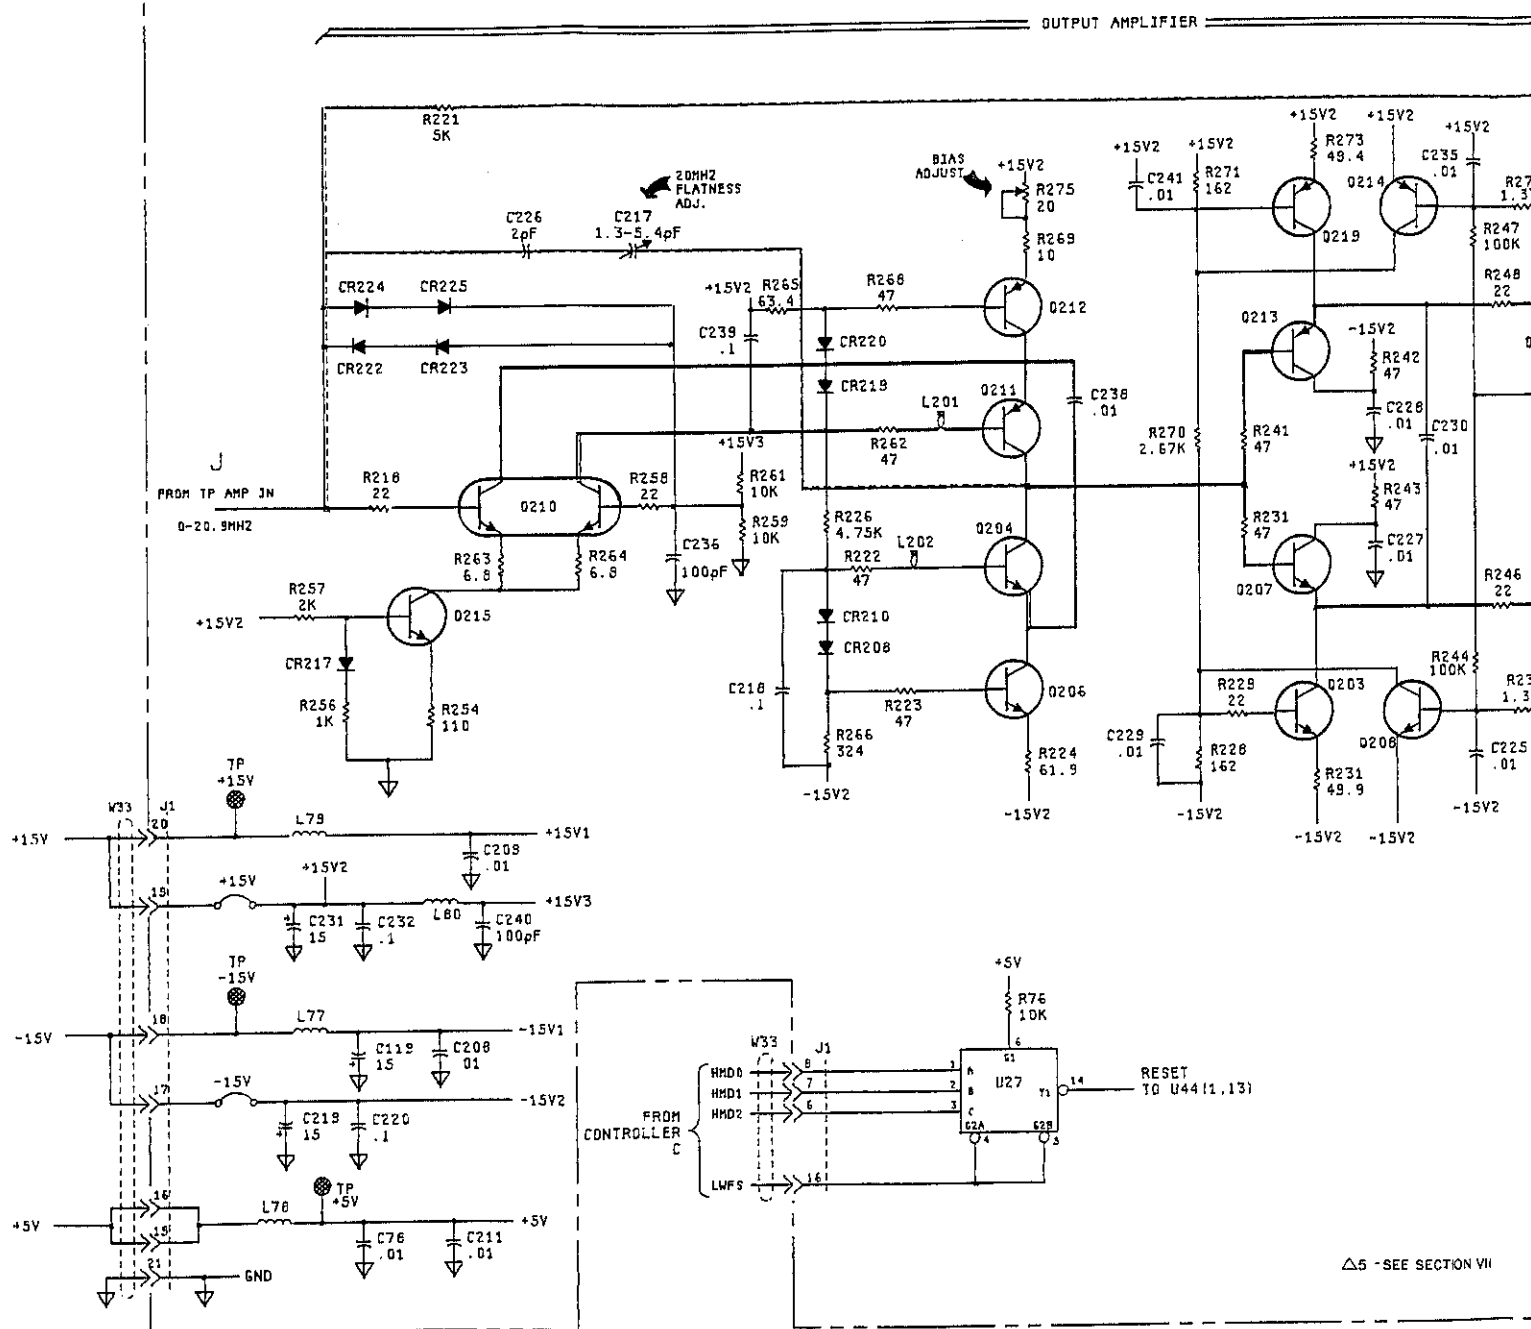 OUTPUT AMPLIFIER
R221
5K
20MHZ
FLATNESS
ADJ.
C226
2pF
C217
1.3-5.4pF
BIAS
ADJUST
+15V2
R275
20
R269
10
Q212
+15V2
C241
.01
+15V2
R271
162
+15V2
R273
49.4
Q219
+15V2
Q214
+15V2
C235
.01
R247
100K
R248
22
CR224
CR225
CR222
CR223
+15V2
R265
63.4
C239
.1
R268
47
CR220
CR219
Q211
L201
R262
47
C238
.01
Q213
-15V2
R242
47
C228
.01
C230
.01
R270
2.67K
R241
47
+15V2
R243
47
R231
47
C227
.01
Q207
R246
22
J
FROM TP AMP IN
0-20.9MHZ
R218
22
Q210
R258
22
+15V3
R261
10K
R259
10K
C236
100pF
R263
6.8
R264
6.8
R226
4.75K
L202
R222
47
Q204
CR210
CR208
C218
.1
R223
47
Q206
R266
324
-15V2
R224
61.9
-15V2
R257
2K
+15V2
Q215
CR217
R256
1K
R254
110
R229
22
Q203
C229
.01
R228
162
-15V2
R231
49.9
-15V2
Q208
-15V2
R244
100K
C225
.01
-15V2
W33
J1
TP
+15V
+15V
20
L79
+15V1
C209
.01
19
+15V
+15V2
C231
15
C232
.1
L80
C240
100pF
+15V3
TP
-15V
-15V
18
L77
-15V1
C119
15
C208
.01
17
-15V
-15V2
C219
15
C220
.1
+5V
16
15
L78
TP
+5V
+5V
C76
.01
C211
.01
21
GND
+5V
R76
10K
W33
J1
FROM
CONTROLLER
C
HMD0
8
1
A
HMD1
7
2
B
HMD2
6
3
C
LWFS
16
6
G1
U27
Y1
14
G2A
4
G2B
5
RESET
TO U44(1,13)
△5 -SEE SECTION VII